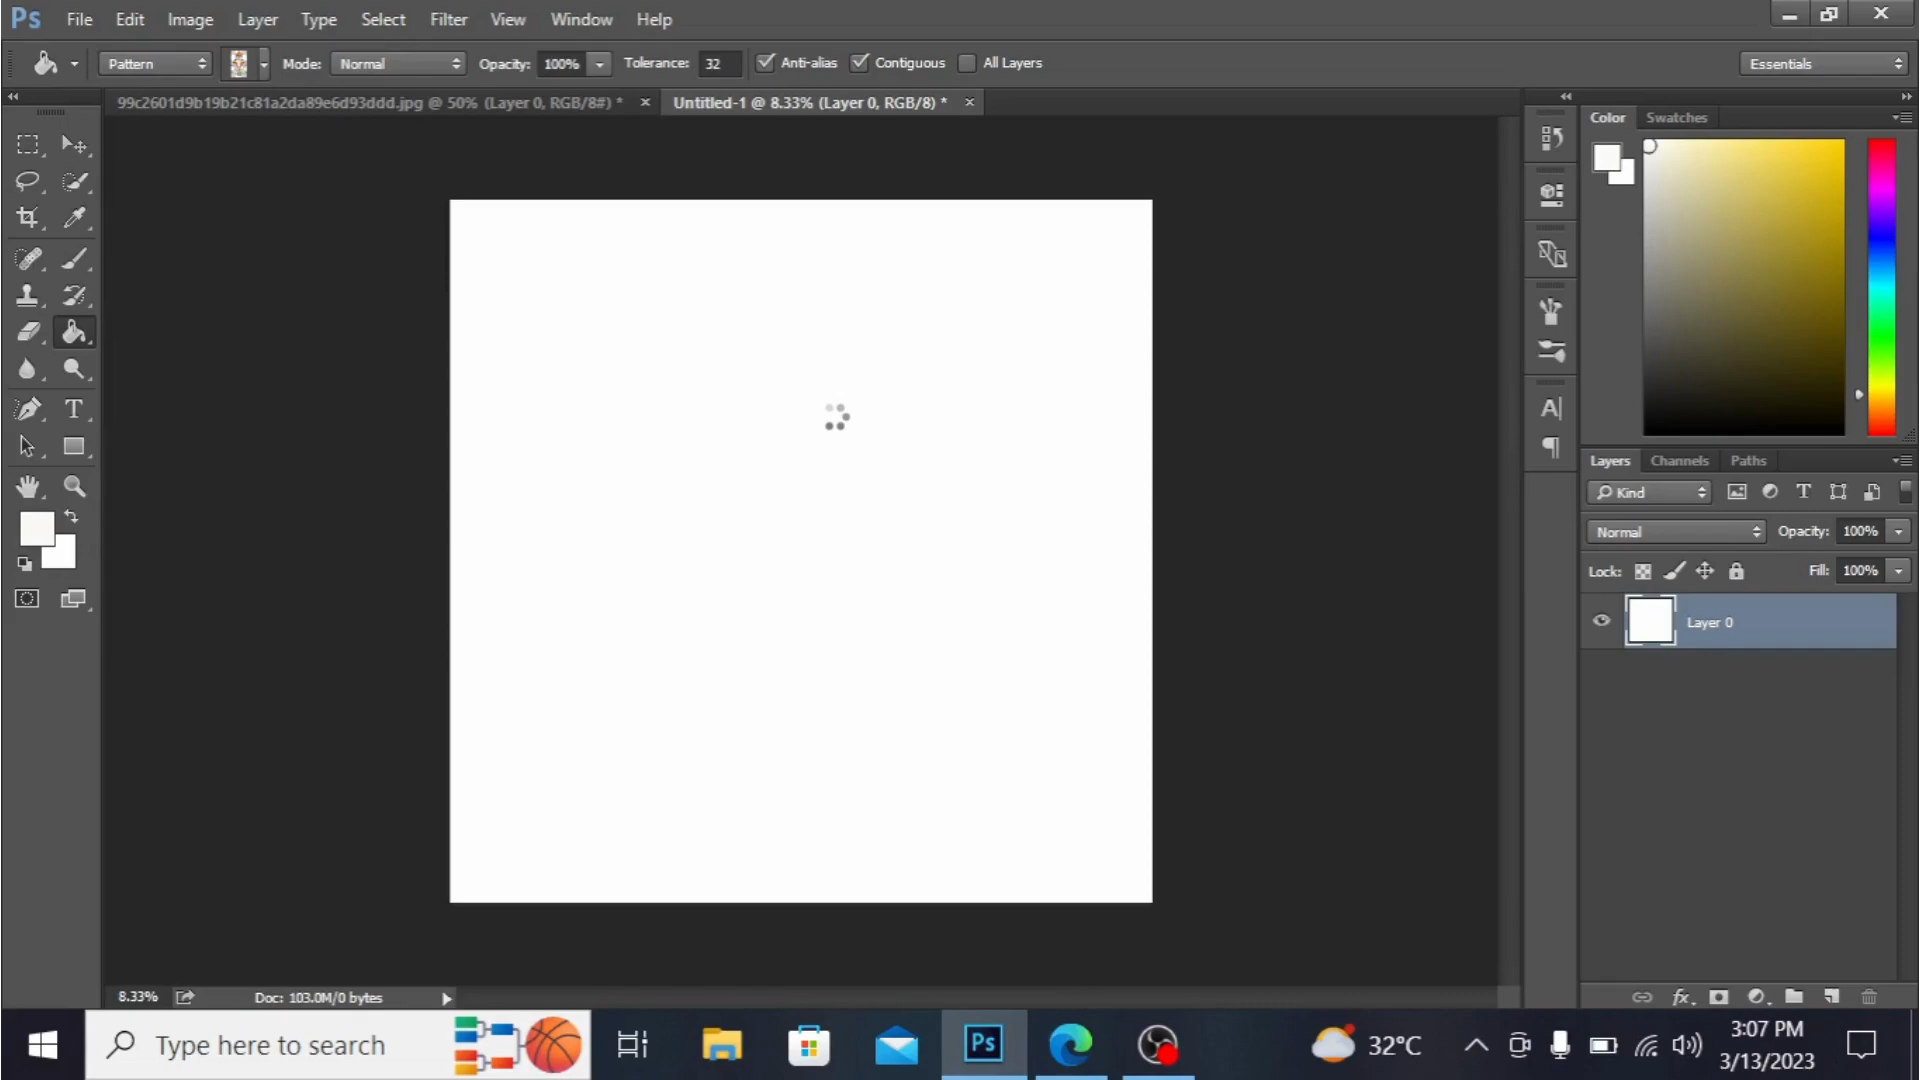 Ps File Edit Image Layer Type Select Filter View Window Help
Pattern Mode: Normal Opacity: 100% Tolerance: 32 Anti-alias Contiguous All Layers Essentials
99c2601d9b19b21c81a2da89e6d93ddd.jpg @ 50% (Layer 0, RGB/8#) * Untitled-1 @ 8.33% (Layer 0, RGB/8) *
Color Swatches
Layers Channels Paths
Kind
Normal Opacity: 100%
Lock: Fill: 100%
Layer 0
8.33% Doc: 103.0M/0 bytes
Type here to search
Ps
32°C
3:07 PM
3/13/2023